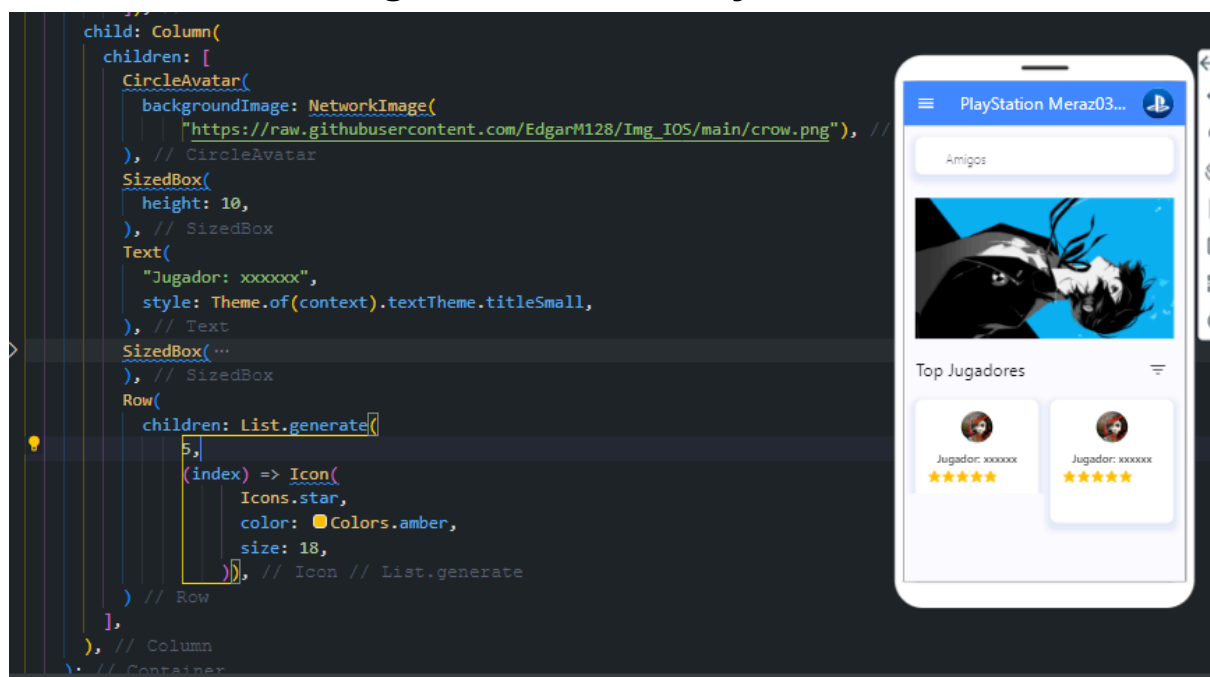 child: Column(
children: [
CircleAvatar(
backgroundImage: NetworkImage(
"https://raw.githubusercontent.com/EdgarM128/Img_IOS/main/crow.png"), //
), // CircleAvatar
SizedBox(
height: 10,
), // SizedBox
Text(
"Jugador: xxxxxx",
style: Theme.of(context).textTheme.titleSmall,
), // Text
SizedBox( ⋯
), // SizedBox
Row(
children: List.generate(
5,
(index) => Icon(
Icons.star,
color: Colors.amber,
size: 18,
)), // Icon // List.generate
) // Row
],
), // Column
); // Container
PlayStation Meraz03...
Amigos
Top Jugadores
Jugador: xxxxxx
Jugador: xxxxxx